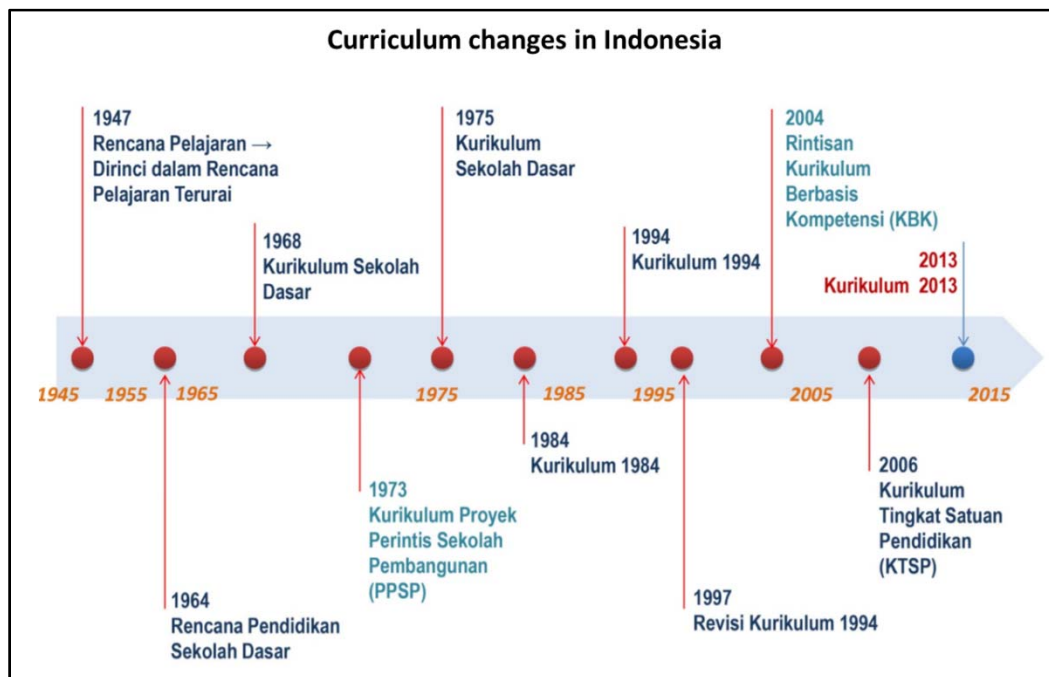 Curriculum changes in Indonesia
1947
Rencana Pelajaran →
Dirinci dalam Rencana
Pelajaran Terurai
1975
Kurikulum
Sekolah Dasar
2004
Rintisan
Kurikulum
Berbasis
Kompetensi (KBK)
1968
Kurikulum Sekolah
Dasar
1994
Kurikulum 1994
2013
Kurikulum 2013
1945
1955
1965
1975
1985
1995
2005
2015
1984
Kurikulum 1984
2006
Kurikulum
Tingkat Satuan
Pendidikan
(KTSP)
1973
Kurikulum Proyek
Perintis Sekolah
Pembangunan
(PPSP)
1964
Rencana Pendidikan
Sekolah Dasar
1997
Revisi Kurikulum 1994